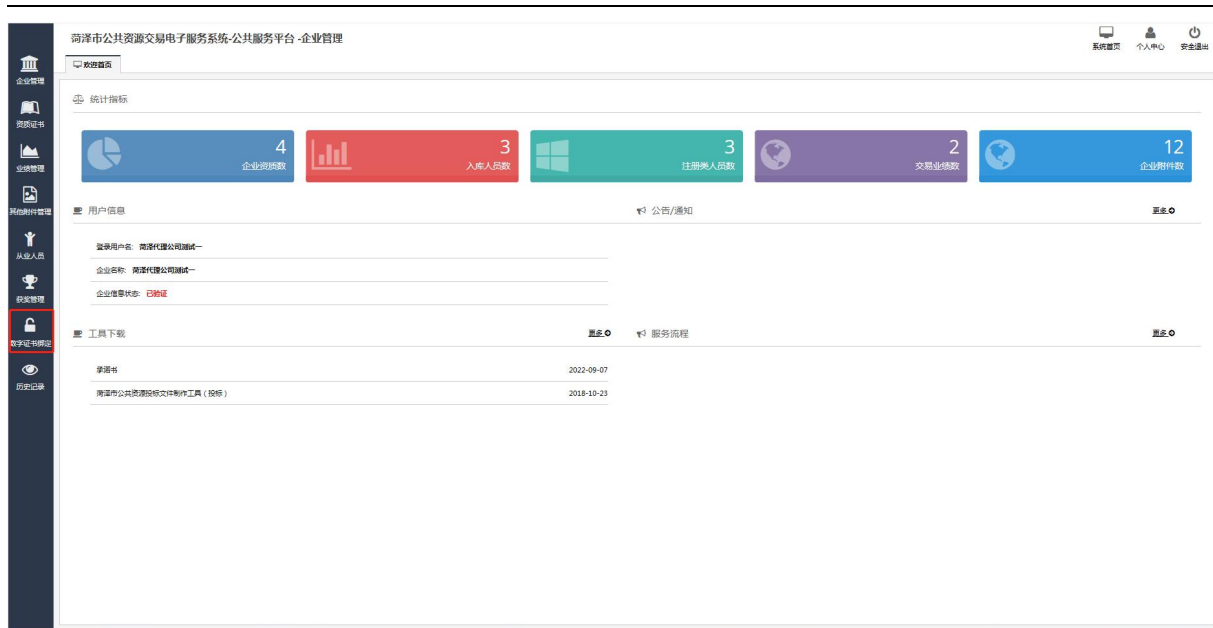 菏泽市公共资源交易电子服务系统-公共服务平台 -企业管理
系统首页 个人中心 安全退出
欢迎首页
企业管理
资质证书
业绩管理
其他附件管理
从业人员
获奖管理
数字证书绑定
历史记录
统计指标
4
企业资质数
3
入库人员数
3
注册类人员数
2
交易业绩数
12
企业附件数
用户信息
登录用户名: 菏泽代理公司测试一
企业名称: 菏泽代理公司测试一
企业信息状态: 已验证
公告/通知 更多
工具下载 更多
承诺书 2022-09-07
菏泽市公共资源投标文件制作工具（投标） 2018-10-23
服务流程 更多